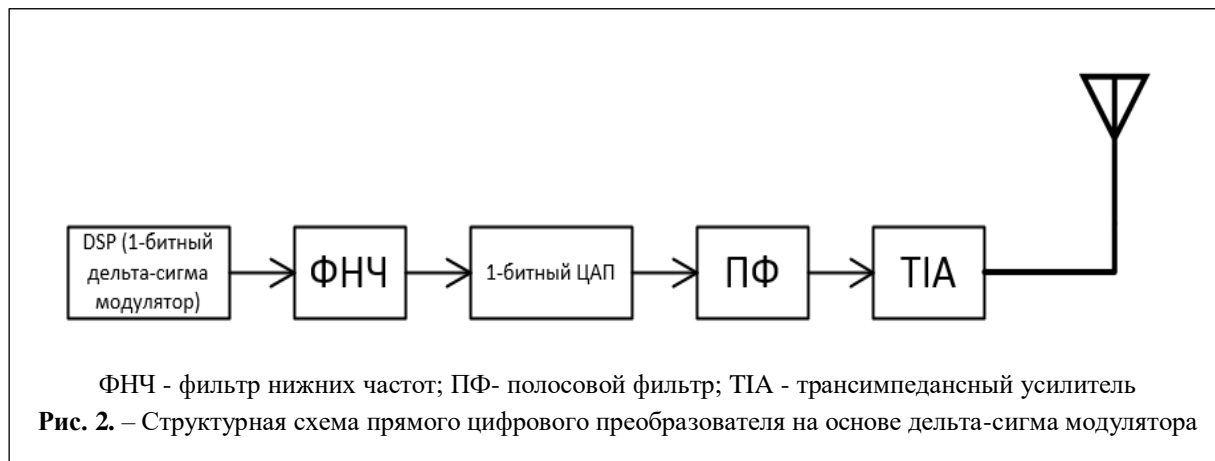 DSP (1-битный
дельта-сигма
модулятор)
ФНЧ
1-битный ЦАП
ПФ
TIA
ФНЧ - фильтр нижних частот; ПФ- полосовой фильтр; TIA - трансимпедансный усилитель
Рис. 2. – Структурная схема прямого цифрового преобразователя на основе дельта-сигма модулятора